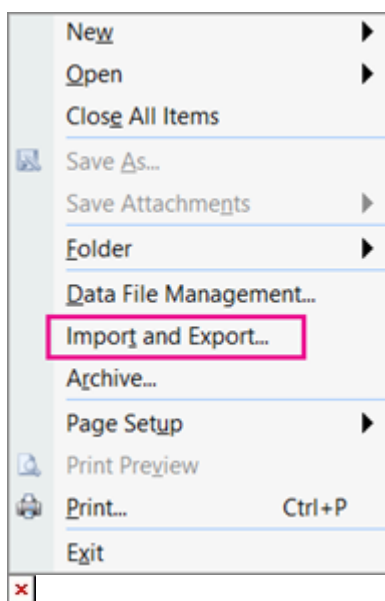 New
Open
Close All Items
Save As...
Save Attachments
Folder
Data File Management...
Import and Export...
Archive...
Page Setup
Print Preview
Print... Ctrl+P
Exit